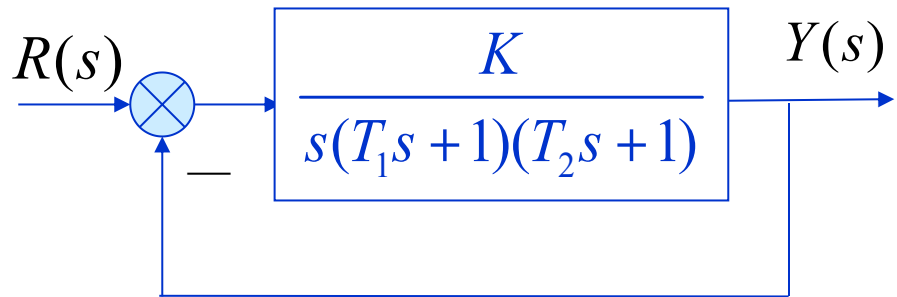 R(s)
K
s(T₁s + 1)(T₂s + 1)
Y(s)
—